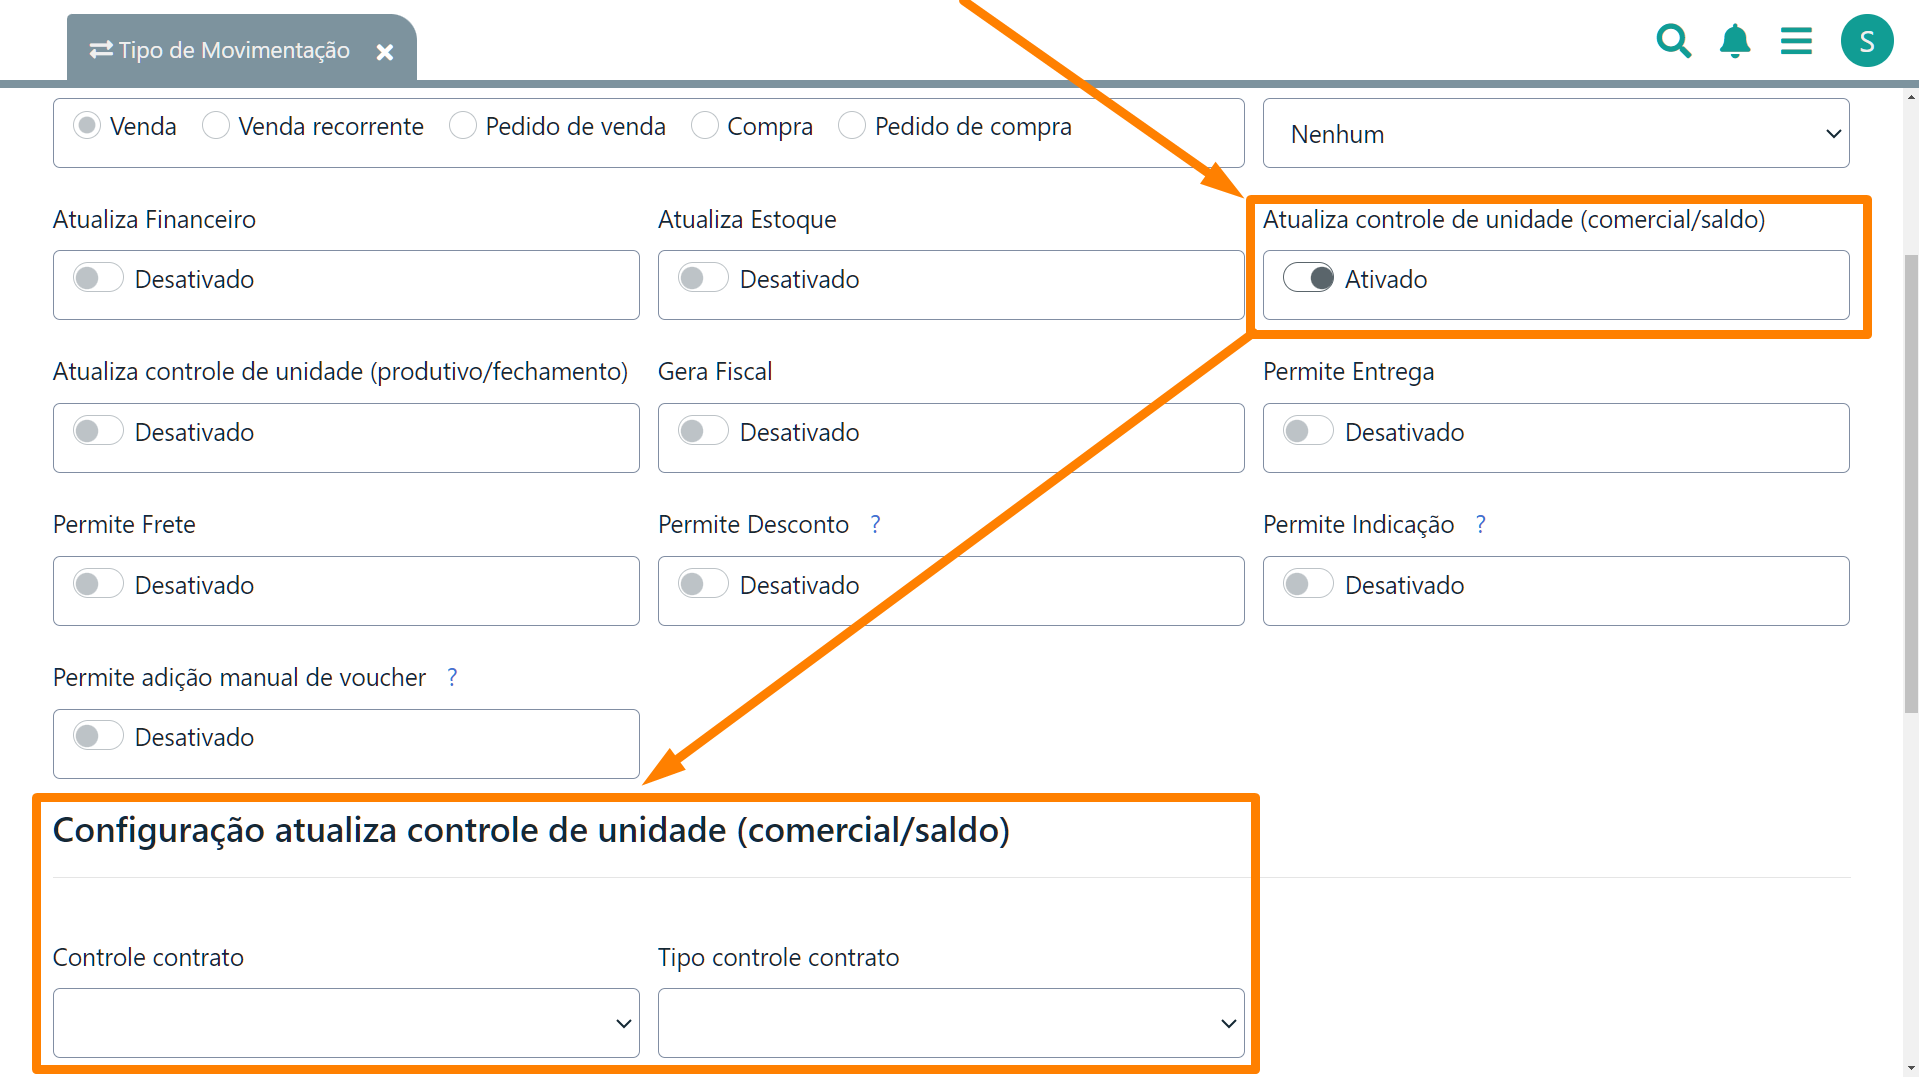 Tipo de Movimentação
S
Venda Venda recorrente Pedido de venda Compra Pedido de compra
Nenhum
Atualiza Financeiro Atualiza Estoque Atualiza controle de unidade (comercial/saldo)
Desativado Desativado Ativado
Atualiza controle de unidade (produtivo/fechamento) Gera Fiscal Permite Entrega
Desativado Desativado Desativado
Permite Frete Permite Desconto ? Permite Indicação ?
Desativado Desativado Desativado
Permite adição manual de voucher ?
Desativado
Configuração atualiza controle de unidade (comercial/saldo)
Controle contrato Tipo controle contrato